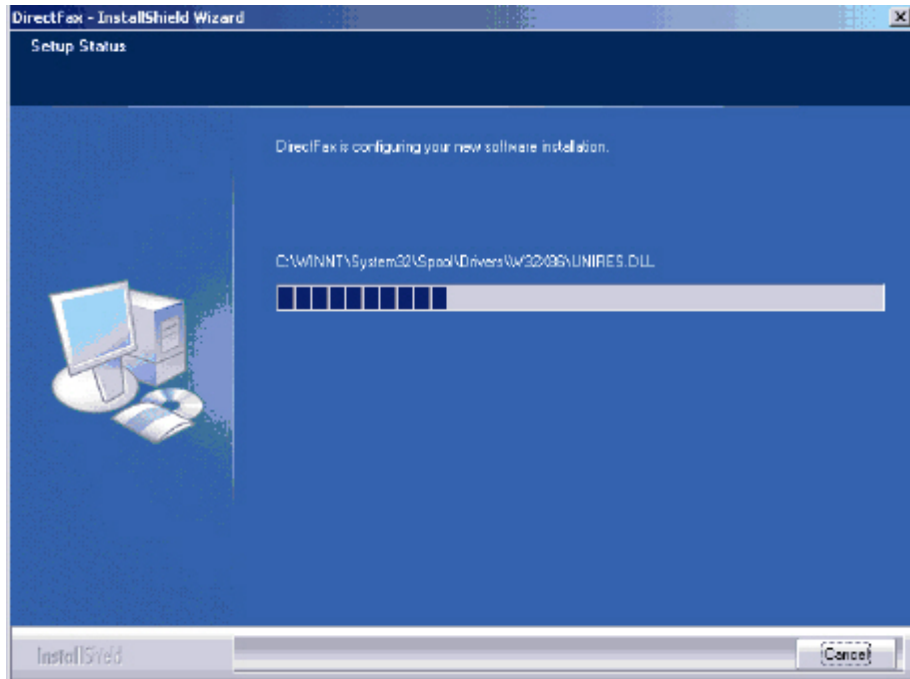 DirectFax - InstallShield Wizard
Setup Status
DirectFax is configuring your new software installation.
C:\WINNT\System32\Spool\Drivers\W32X86\UNIRES.DLL
InstallShield
Cancel